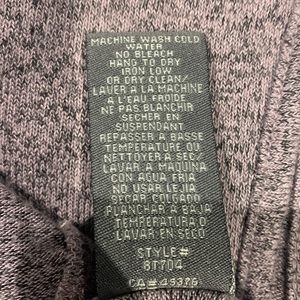 MACHINE WASH COLD
WATER
NO BLEACH
HANG TO DRY
IRON LOW
OR DRY CLEAN/
LAVER A LA MACHINE
A L'EAU FROIDE
NE PAS BLANCHIR
SECHER EN
SUSPENDANT
REPASSER A BASSE
TEMPERATURE OU
NETTOYER A SEC/
LAVAR A MAQUINA
CON AGUA FRIA
NO USAR LEJIA
SECAR COLGADO
PLANCHAR A BAJA
TEMPERATURA O
LAVAR EN SECO
STYLE#
8T704
CA# 45376